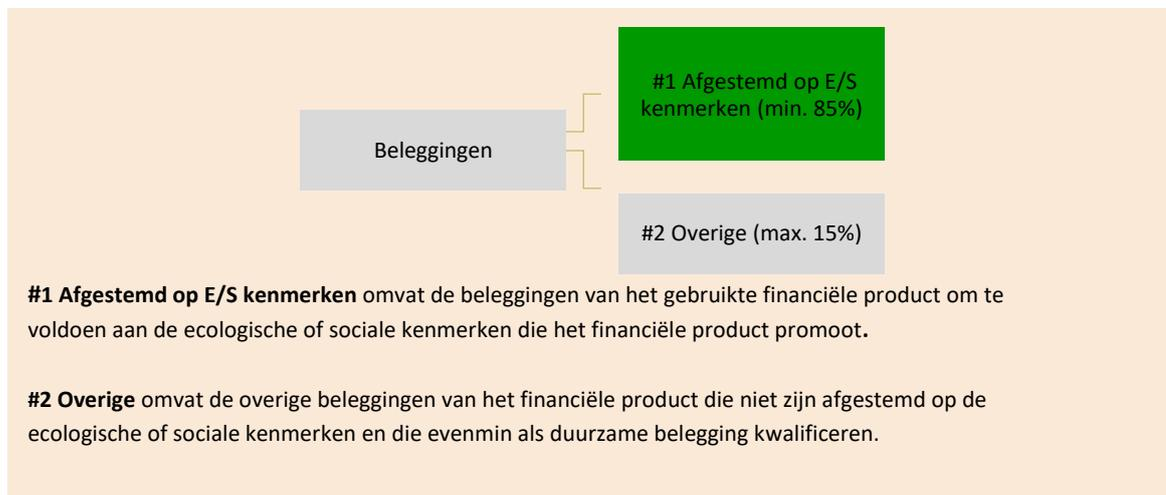 #1 Afgestemd op E/S
kenmerken (min. 85%)
Beleggingen
#2 Overige (max. 15%)
#1 Afgestemd op E/S kenmerken omvat de beleggingen van het gebruikte financiële product om te
voldoen aan de ecologische of sociale kenmerken die het financiële product promoot.
#2 Overige omvat de overige beleggingen van het financiële product die niet zijn afgestemd op de
ecologische of sociale kenmerken en die evenmin als duurzame belegging kwalificeren.